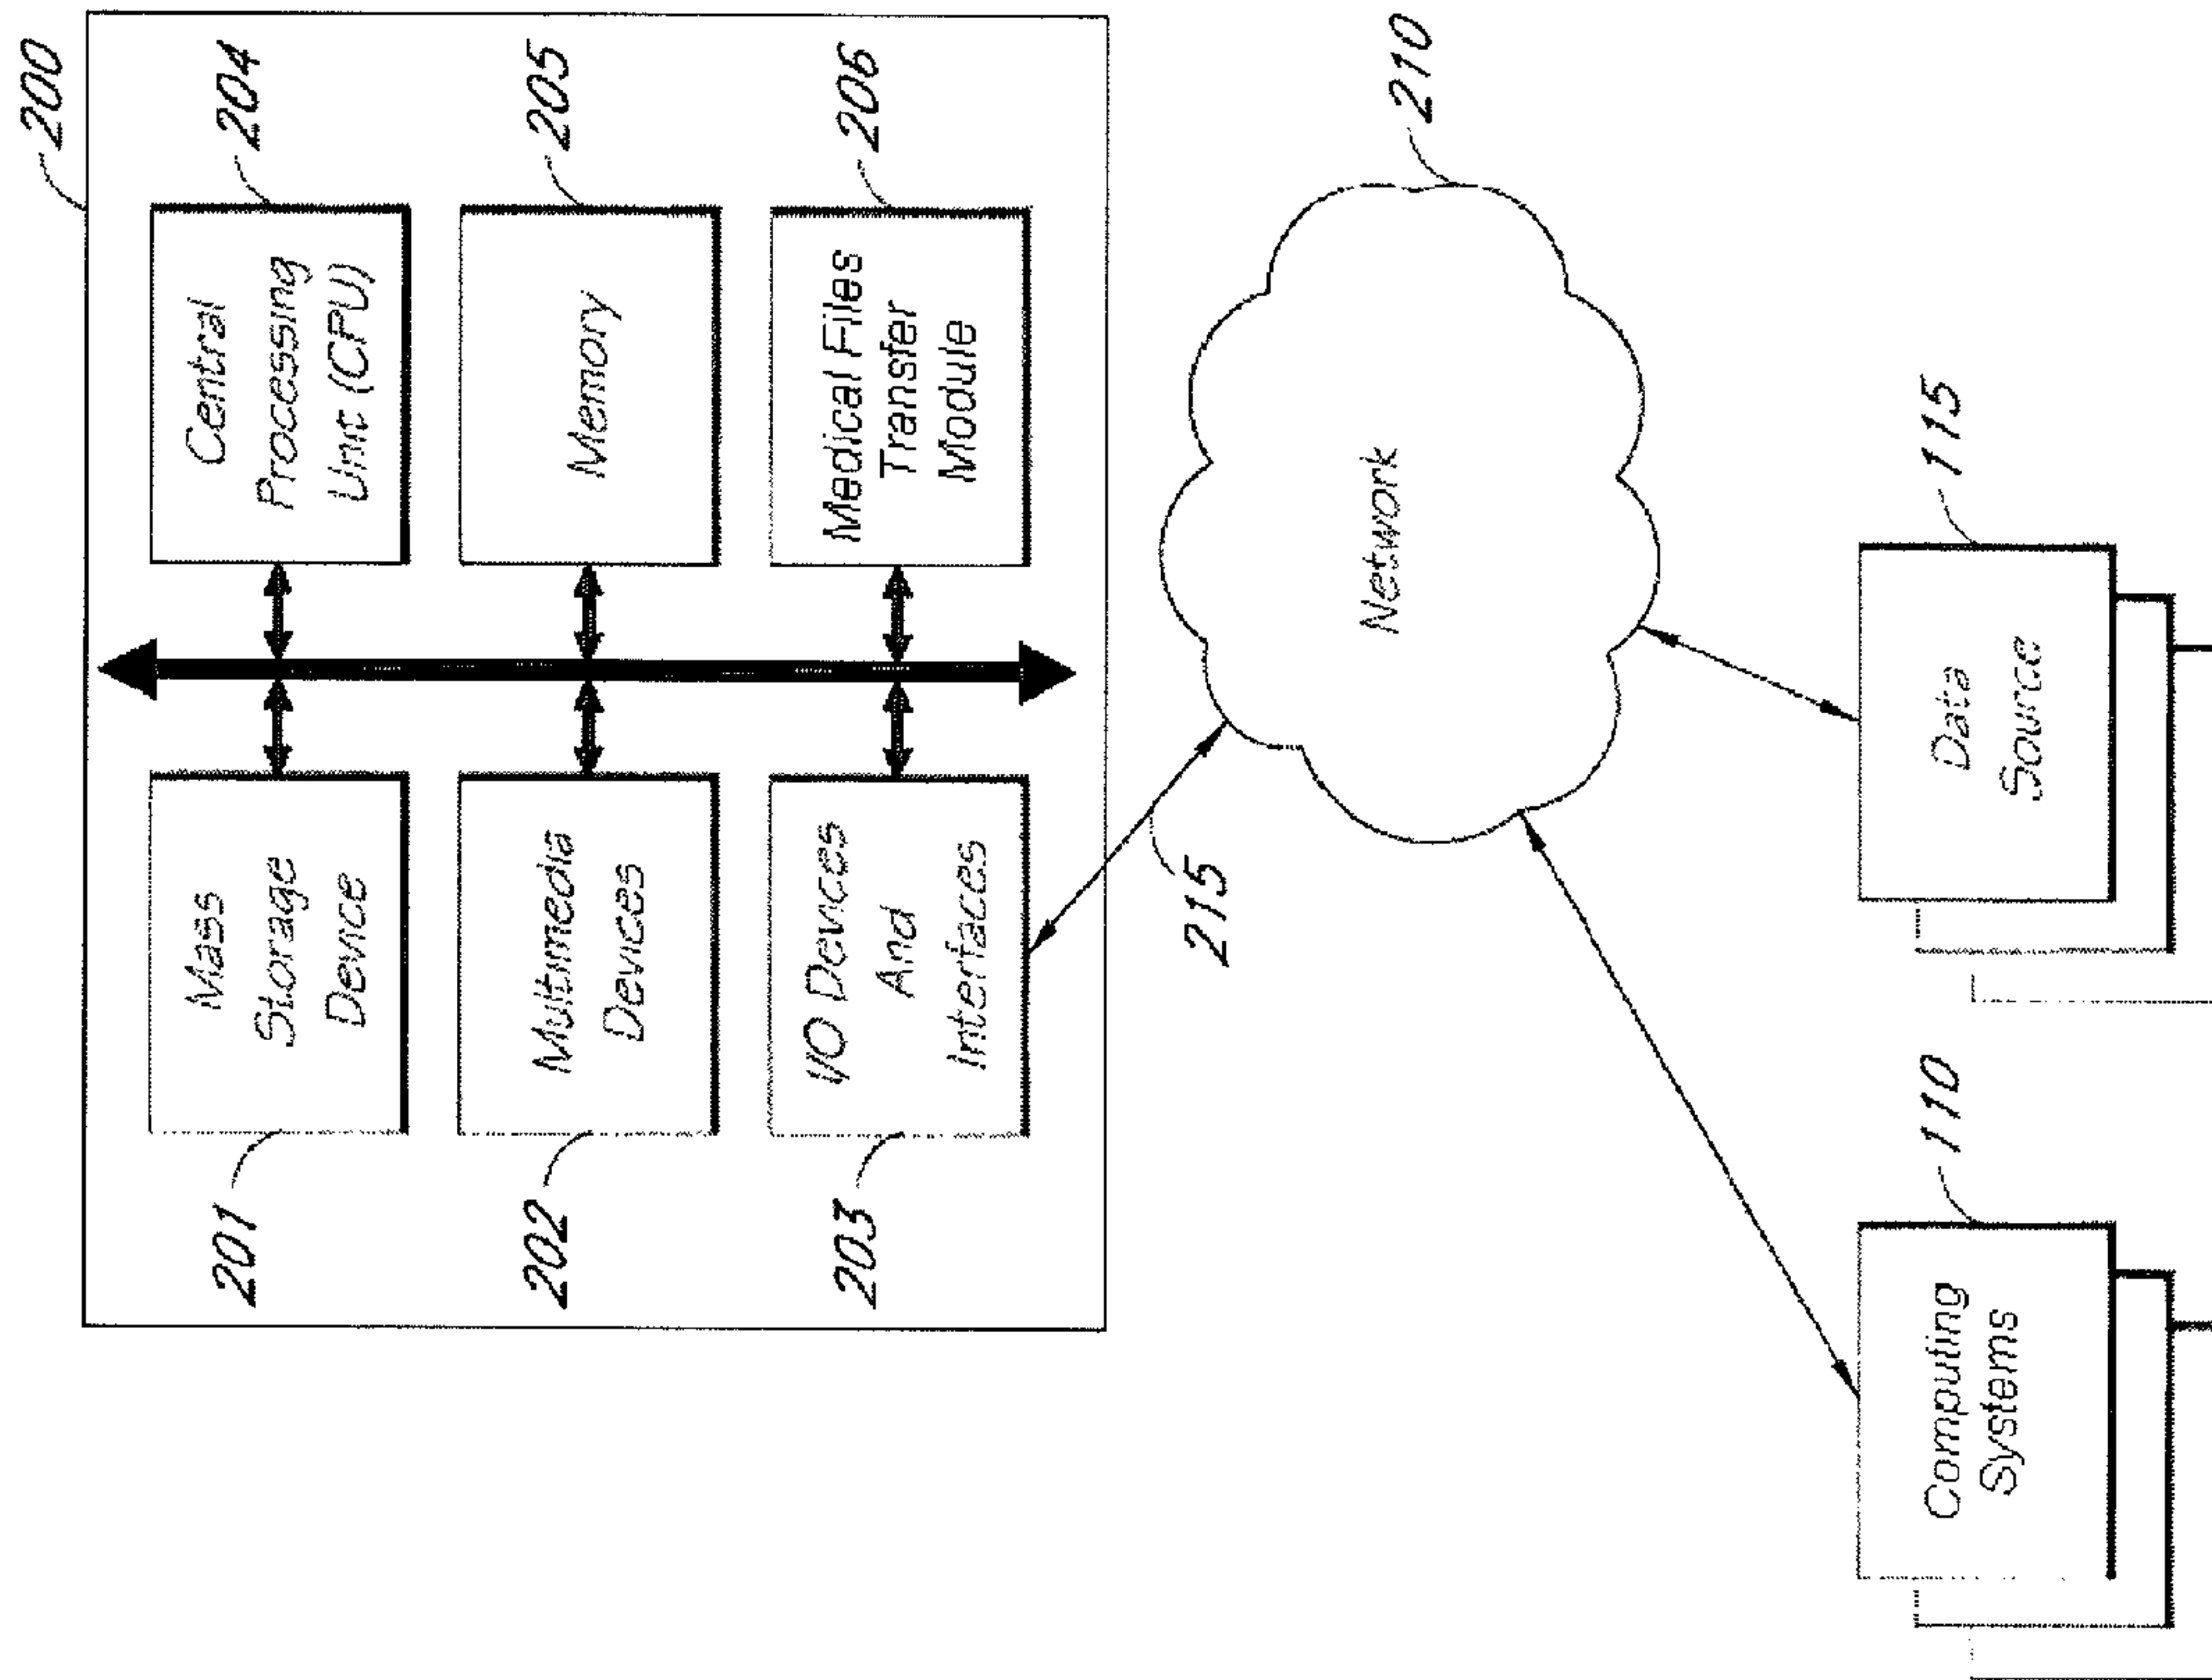 200
201
Mass
Storage
Device
Central
Processing
Unit (CPU)
204
202
Multimedia
Devices
Memory
205
203
I/O Devices
And
Interfaces
Medical Files
Transfer
Module
206
215
Network
210
Computing
Systems
110
Data
Source
115